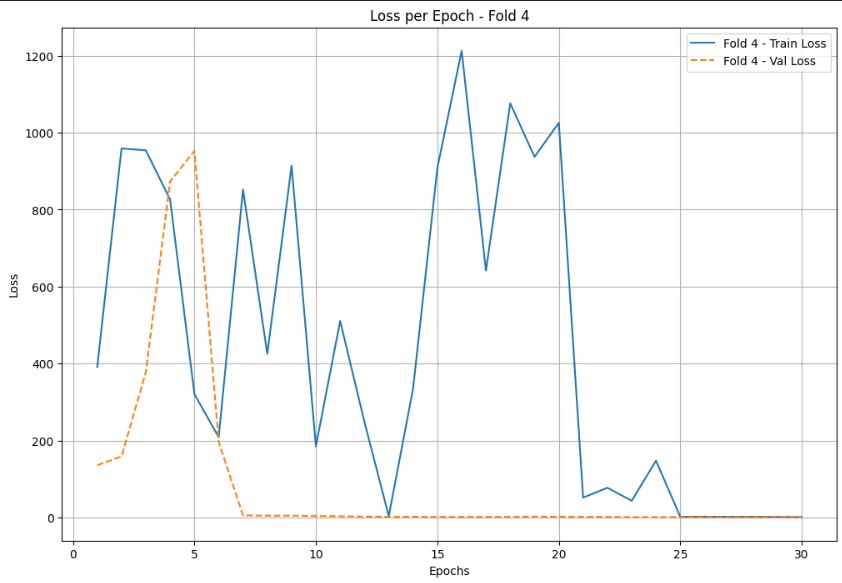 Loss per Epoch - Fold 4
Fold 4 - Train Loss
Fold 4 - Val Loss
1200
1000
800
600
400
200
0
Loss
0 5 10 15 20 25 30
Epochs